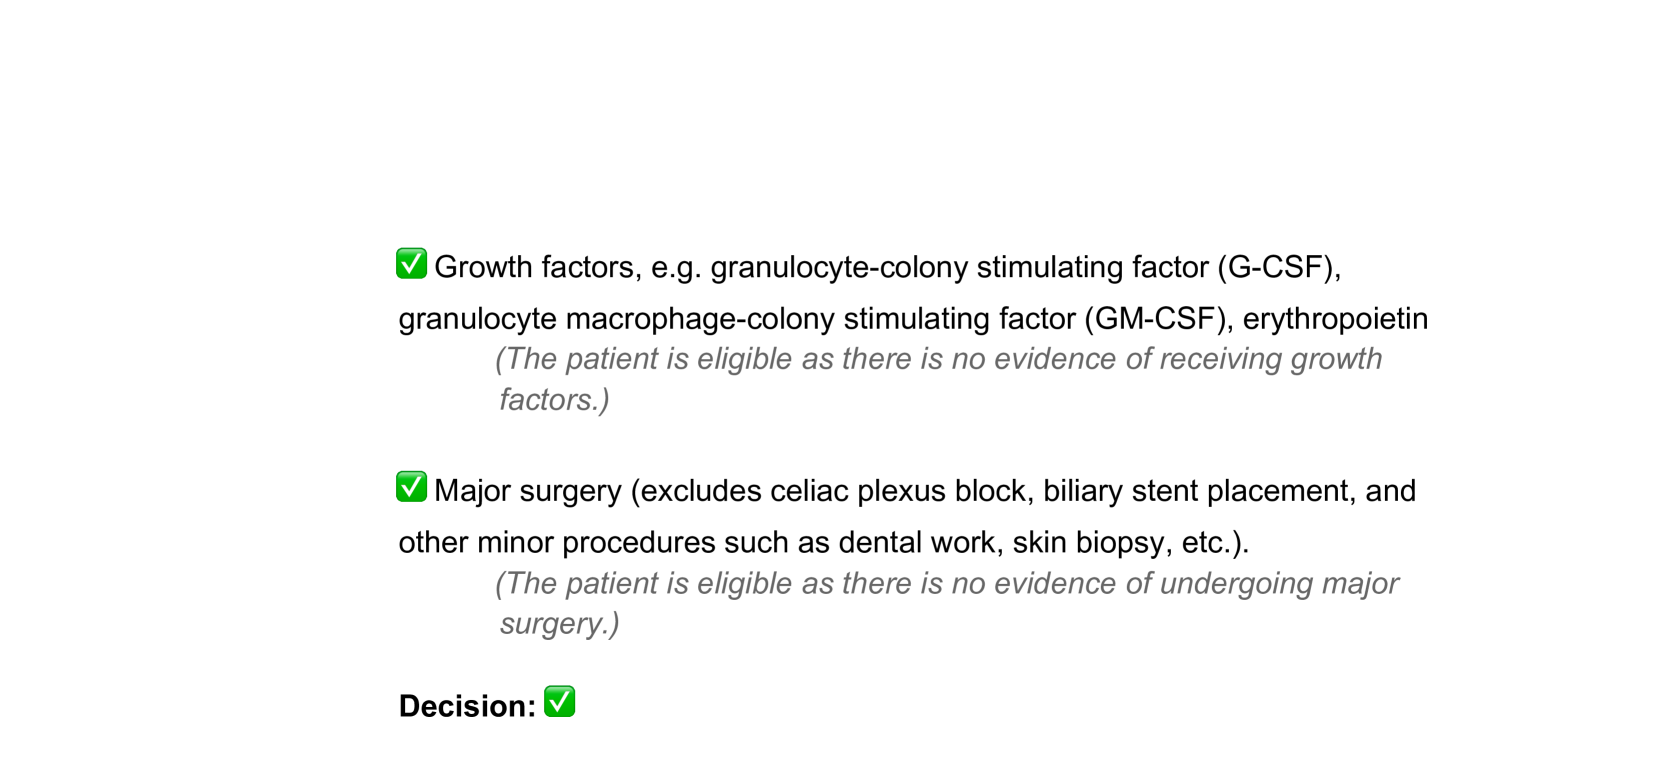 ✅ Growth factors, e.g. granulocyte-colony stimulating factor (G-CSF),
granulocyte macrophage-colony stimulating factor (GM-CSF), erythropoietin
(The patient is eligible as there is no evidence of receiving growth
factors.)
✅ Major surgery (excludes celiac plexus block, biliary stent placement, and
other minor procedures such as dental work, skin biopsy, etc.).
(The patient is eligible as there is no evidence of undergoing major
surgery.)
Decision: ✅